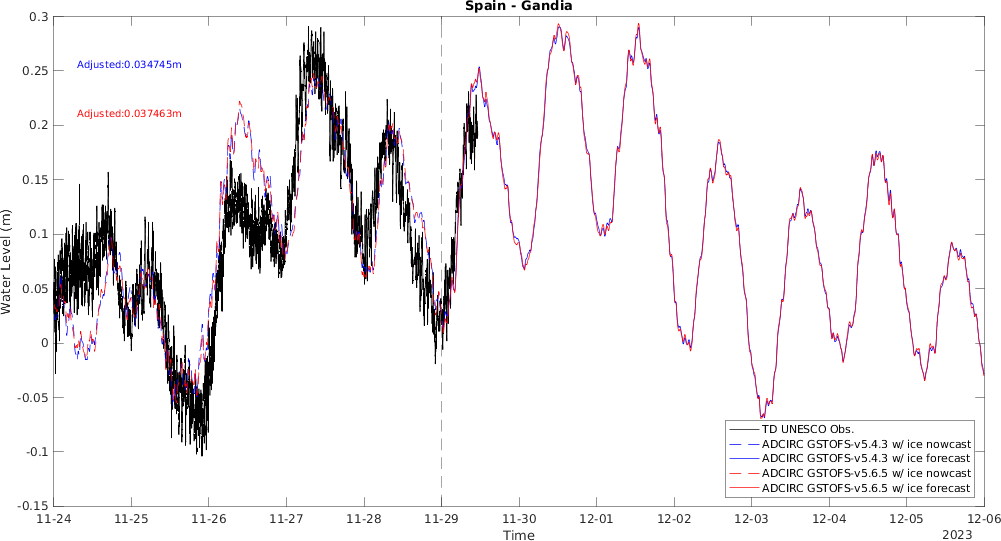 Spain - Gandia
0.3
0.25
0.2
0.15
0.1
0.05
0
-0.05
-0.1
-0.15
Water Level (m)
Adjusted:0.034745m
Adjusted:0.037463m
TD UNESCO Obs.
ADCIRC GSTOFS-v5.4.3 w/ ice nowcast
ADCIRC GSTOFS-v5.4.3 w/ ice forecast
ADCIRC GSTOFS-v5.6.5 w/ ice nowcast
ADCIRC GSTOFS-v5.6.5 w/ ice forecast
11-24 11-25 11-26 11-27 11-28 11-29 11-30 12-01 12-02 12-03 12-04 12-05 12-06
Time 2023